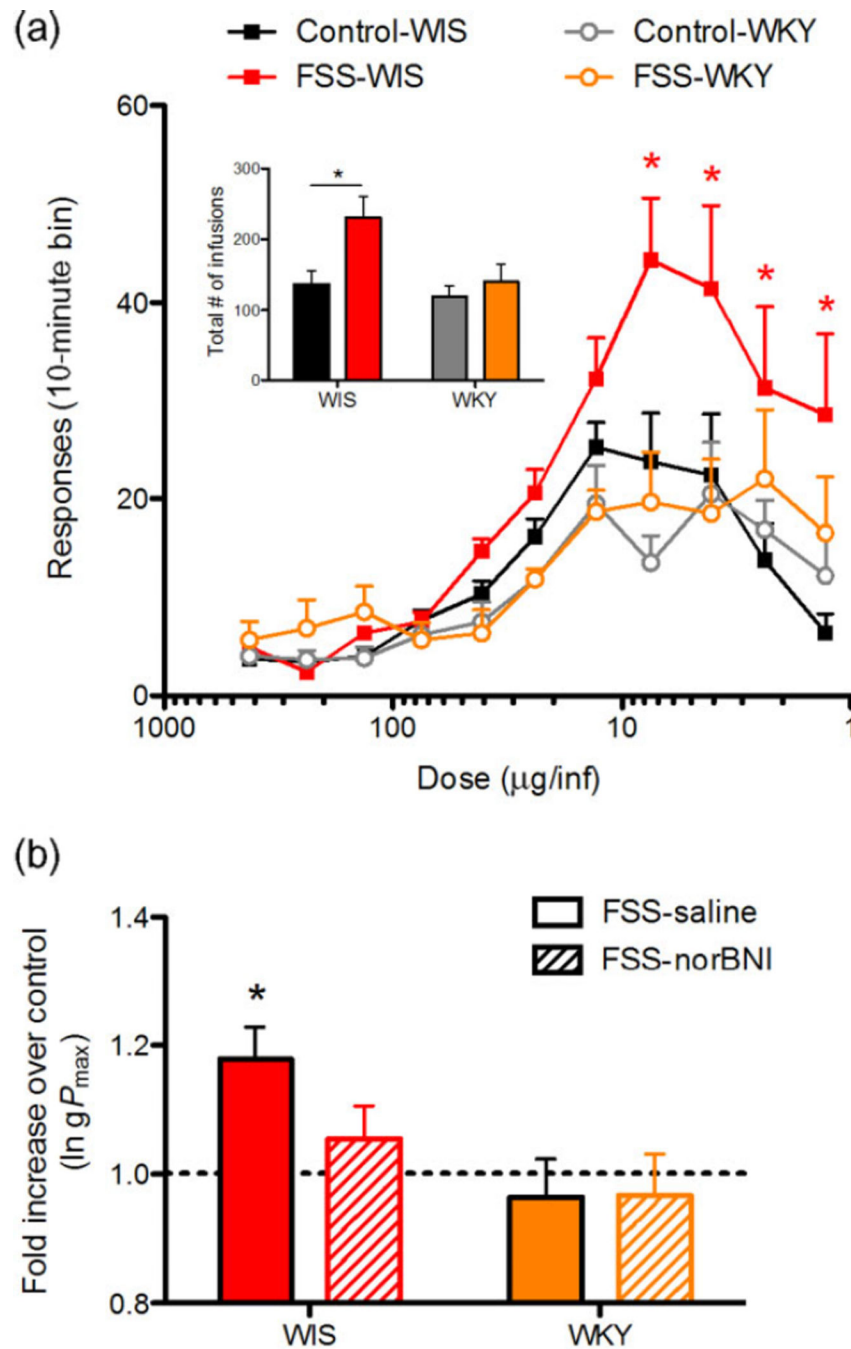 (a)
Control-WIS
Control-WKY
FSS-WIS
FSS-WKY
60
40
20
0
Responses (10-minute bin)
*
*
*
*
300
200
100
0
Total # of infusions
*
WIS
WKY
1000
100
10
1
Dose (µg/inf)
(b)
FSS-saline
FSS-norBNI
1.4
1.2
1.0
0.8
Fold increase over control
(ln gPmax)
*
WIS
WKY